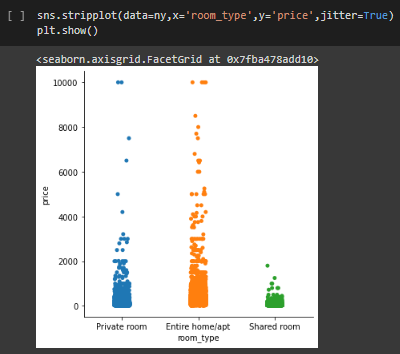 [ ] sns.stripplot(data=ny,x='room_type',y='price',jitter=True)
plt.show()
<seaborn.axisgrid.FacetGrid at 0x7fba478add10>
10000
8000
6000
4000
2000
0
price
Private room Entire home/apt Shared room
room_type